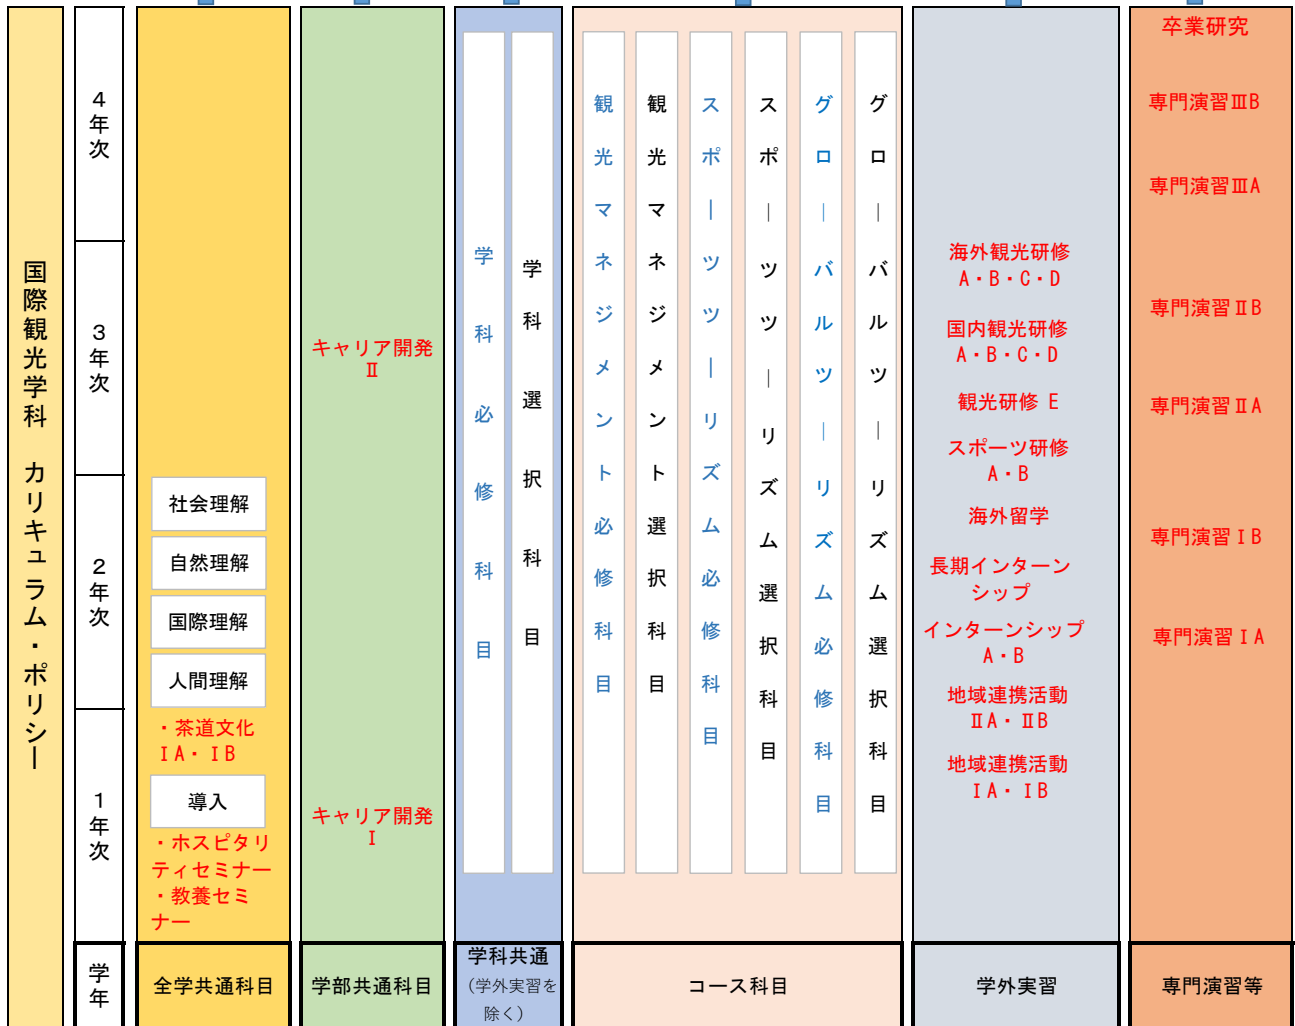 国際観光学科 カリキュラム・ポリシー
4年次
3年次
2年次
1年次
学年
社会理解
自然理解
国際理解
人間理解
・茶道文化
ⅠA・ⅠB
導入
・ホスピタリ
ティセミナー
・教養セミ
ナー
全学共通科目
キャリア開発
Ⅱ
キャリア開発
Ⅰ
学部共通科目
学科必修科目
学科選択科目
学科共通
(学外実習を
除く)
観光マネジメント必修科目
観光マネジメント選択科目
スポーツツーリズム必修科目
スポーツツーリズム選択科目
グローバルツーリズム必修科目
グローバルツーリズム選択科目
コース科目
海外観光研修
A・B・C・D
国内観光研修
A・B・C・D
観光研修 E
スポーツ研修
A・B
海外留学
長期インターン
シップ
インターンシップ
A・B
地域連携活動
ⅡA・ⅡB
地域連携活動
ⅠA・ⅠB
学外実習
卒業研究
専門演習ⅢB
専門演習ⅢA
専門演習ⅡB
専門演習ⅡA
専門演習ⅠB
専門演習ⅠA
専門演習等